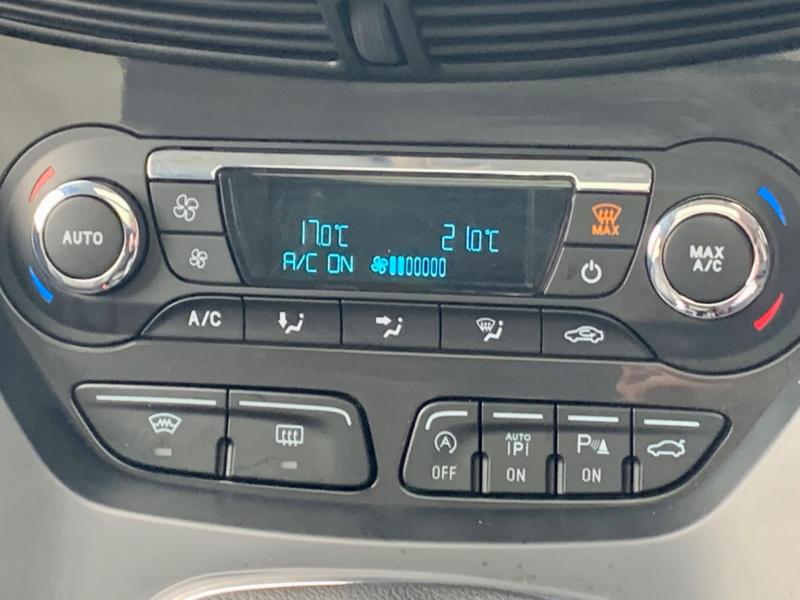 AUTO
17.0°C 21.0°C
A/C ON
MAX
MAX
A/C
A/C
OFF
AUTO
P
ON
P
ON